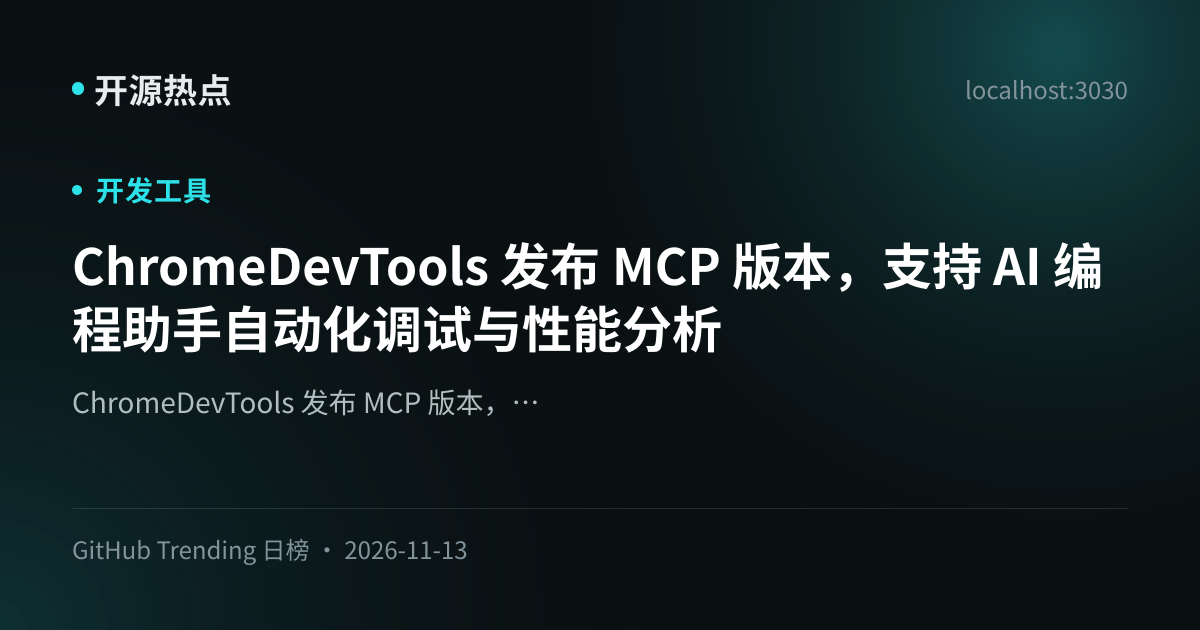 开源热点
localhost:3030
开发工具
ChromeDevTools 发布 MCP 版本，支持 AI 编
程助手自动化调试与性能分析
ChromeDevTools 发布 MCP 版本，…
GitHub Trending 日榜 · 2026-11-13